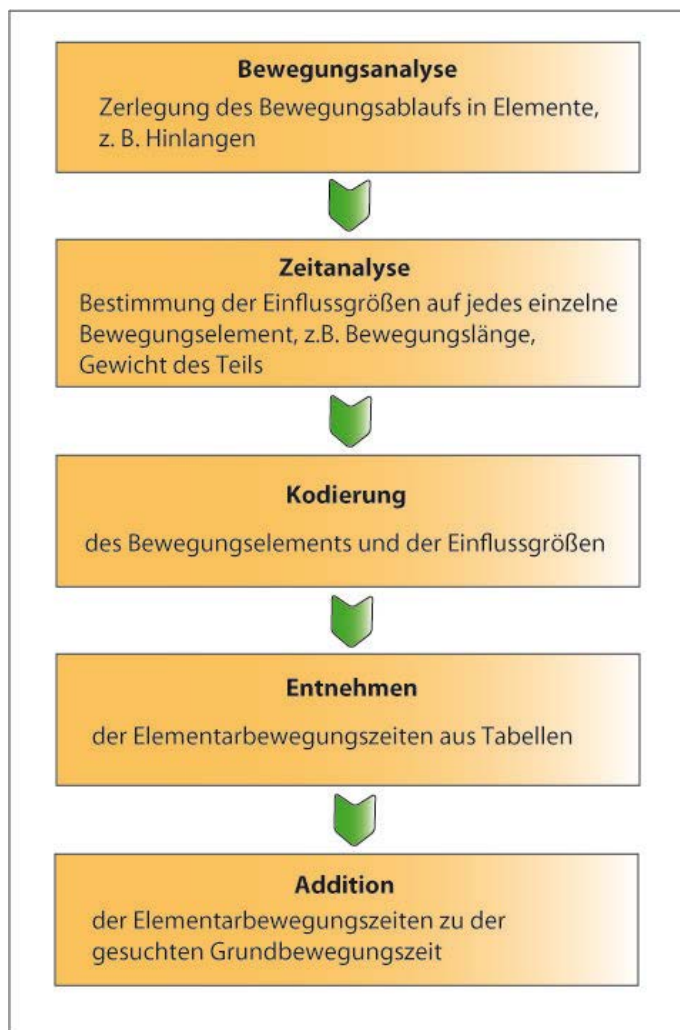 Bewegungsanalyse
Zerlegung des Bewegungsablaufs in Elemente,
z. B. Hinlangen
Zeitanalyse
Bestimmung der Einflussgrößen auf jedes einzelne
Bewegungselement, z.B. Bewegungslänge,
Gewicht des Teils
Kodierung
des Bewegungselements und der Einflussgrößen
Entnehmen
der Elementarbewegungszeiten aus Tabellen
Addition
der Elementarbewegungszeiten zu der
gesuchten Grundbewegungszeit